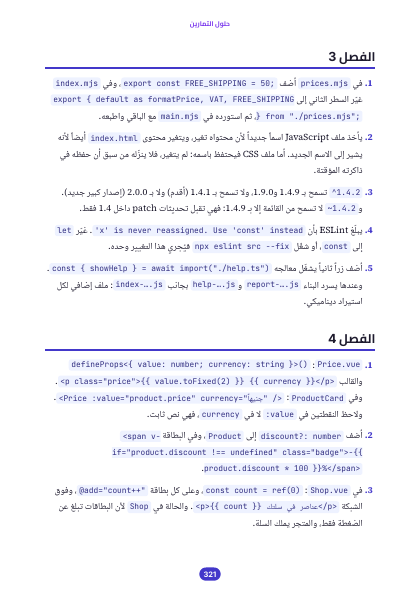 حلول التمارين
الفصل 3
1. في prices.mjs أضف export const FREE_SHIPPING = 50; ، وفي index.mjs
غيّر السطر الثاني إلى export { default as formatPrice, VAT, FREE_SHIPPING
} from "./prices.mjs"; ، ثم استورده في main.mjs مع الباقي واطبعه.
2. يأخذ ملف JavaScript اسماً جديداً لأن محتواه تغير، ويتغير محتوى index.html أيضاً لأنه
يشير إلى الاسم الجديد. أما ملف CSS فيحتفظ باسمه: لم يتغير، فلا ينزّله من سبق أن حفظه في
ذاكرته المؤقتة.
3. ^1.4.2 تسمح بـ 1.4.9 و1.9.0، ولا تسمح بـ 1.4.1 (أقدم) ولا بـ 2.0.0 (إصدار كبير جديد).
و ~1.4.2 لا تسمح من القائمة إلا بـ 1.4.9: فهي تقبل تحديثات patch داخل 1.4 فقط.
4. يبلّغ ESLint بأن 'x' is never reassigned. Use 'const' instead . غيّر let
إلى const ، أو شغّل npx eslint src --fix فيُجري هذا التغيير وحده.
5. أضف زراً ثانياً يشغّل معالجه const { showHelp } = await import("./help.ts") .
وعندها يسرد البناء report-….js و help-….js بجانب index-….js : ملف إضافي لكل
استيراد ديناميكي.
الفصل 4
1. Price.vue : defineProps<{ value: number; currency: string }>()
والقالب <p class="price">{{ value.toFixed(2) }} {{ currency }}</p> .
وفي ProductCard : <Price :value="product.price" currency="جنيهاً" /> .
ولاحظ النقطتين في :value لا في currency ، فهي نص ثابت.
2. أضف discount?: number إلى Product ، وفي البطاقة <span v-
if="product.discount !== undefined" class="badge">-{{
product.discount * 100 }}%</span>.
3. في Shop.vue : const count = ref(0) ، وعلى كل بطاقة @add="count++" ، وفوق
الشبكة <p>{{ count }} عناصر في سلتك</p> . والحالة في Shop لأن البطاقات تبلغ عن
الضغطة فقط، والمتجر يملك السلة.
321